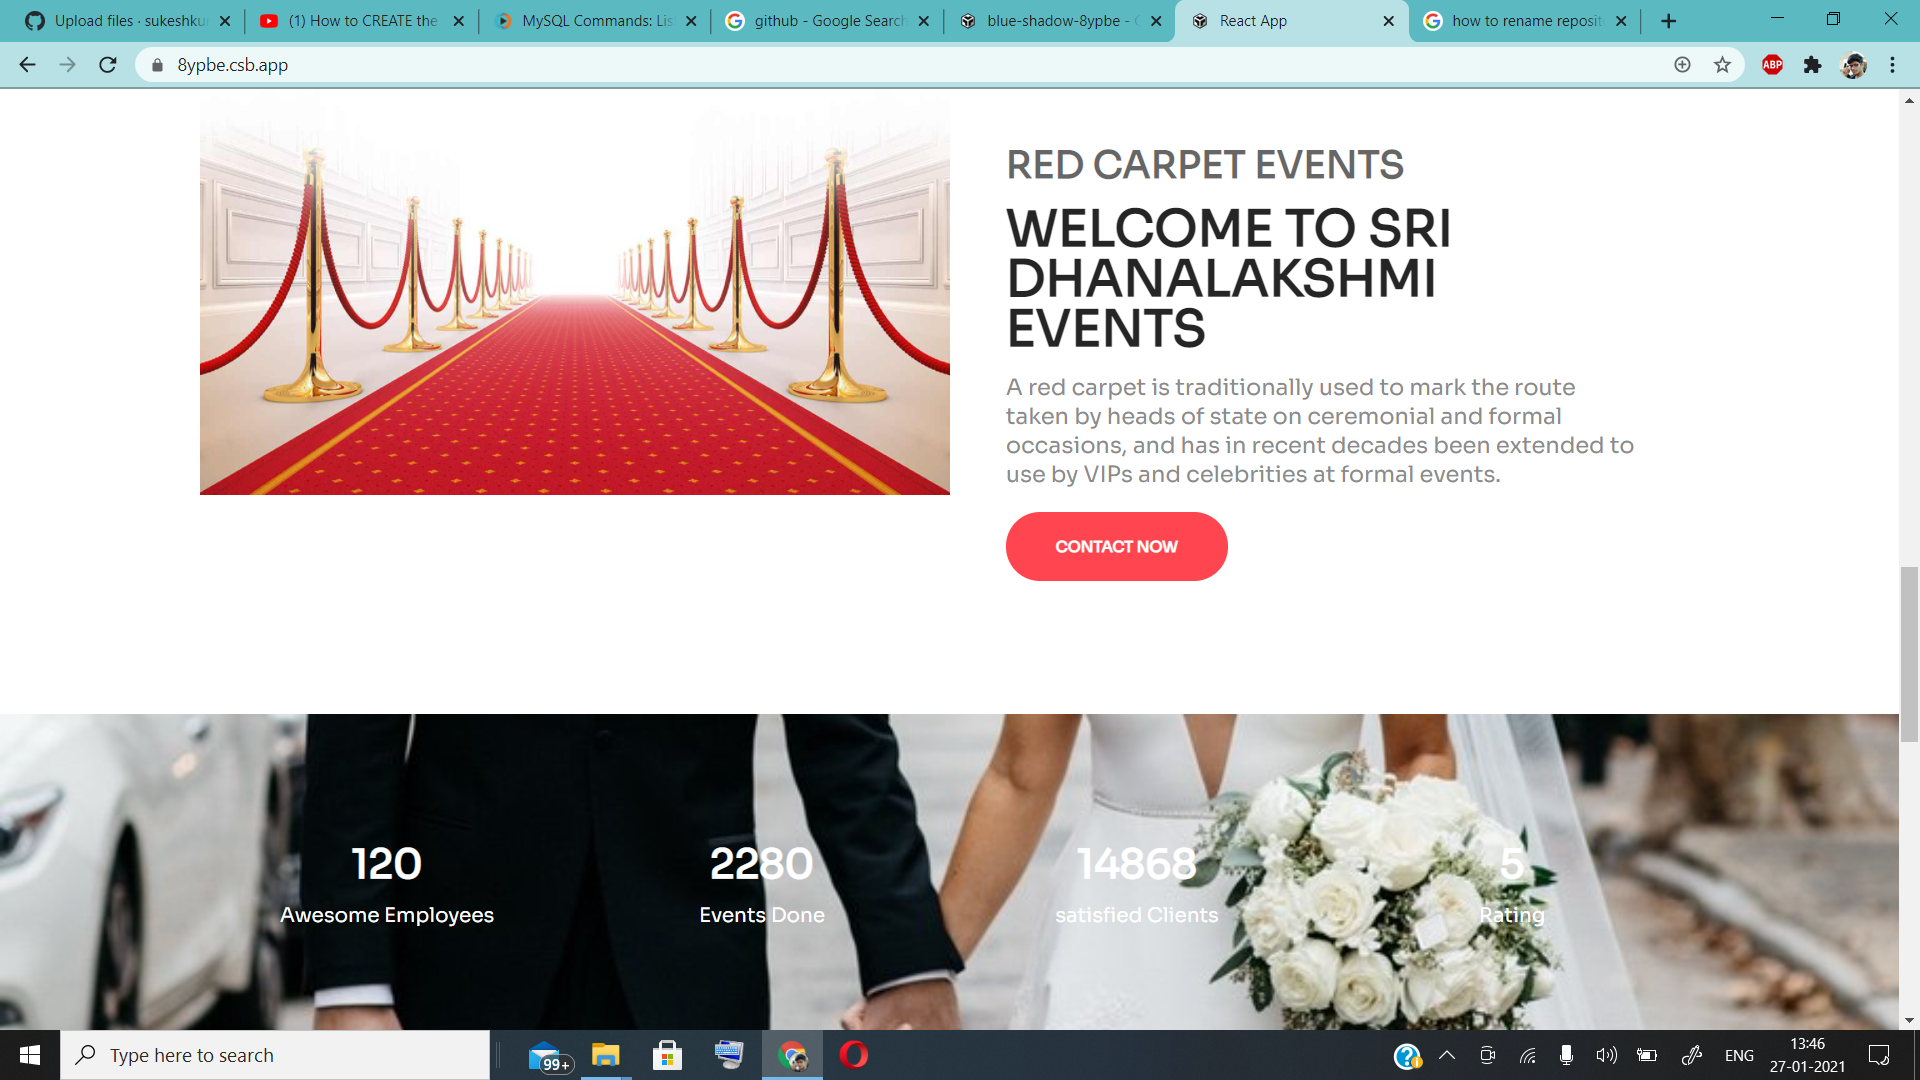 Upload files · sukeshku
(1) How to CREATE the
MySQL Commands: Lis
github - Google Search
blue-shadow-8ypbe - C
React App
how to rename reposit
8ypbe.csb.app
ABP
RED CARPET EVENTS
WELCOME TO SRI
DHANALAKSHMI
EVENTS
A red carpet is traditionally used to mark the route
taken by heads of state on ceremonial and formal
occasions, and has in recent decades been extended to
use by VIPs and celebrities at formal events.
CONTACT NOW
120
Awesome Employees
2280
Events Done
14868
satisfied Clients
5
Rating
Type here to search
99+
ENG
13:46
27-01-2021